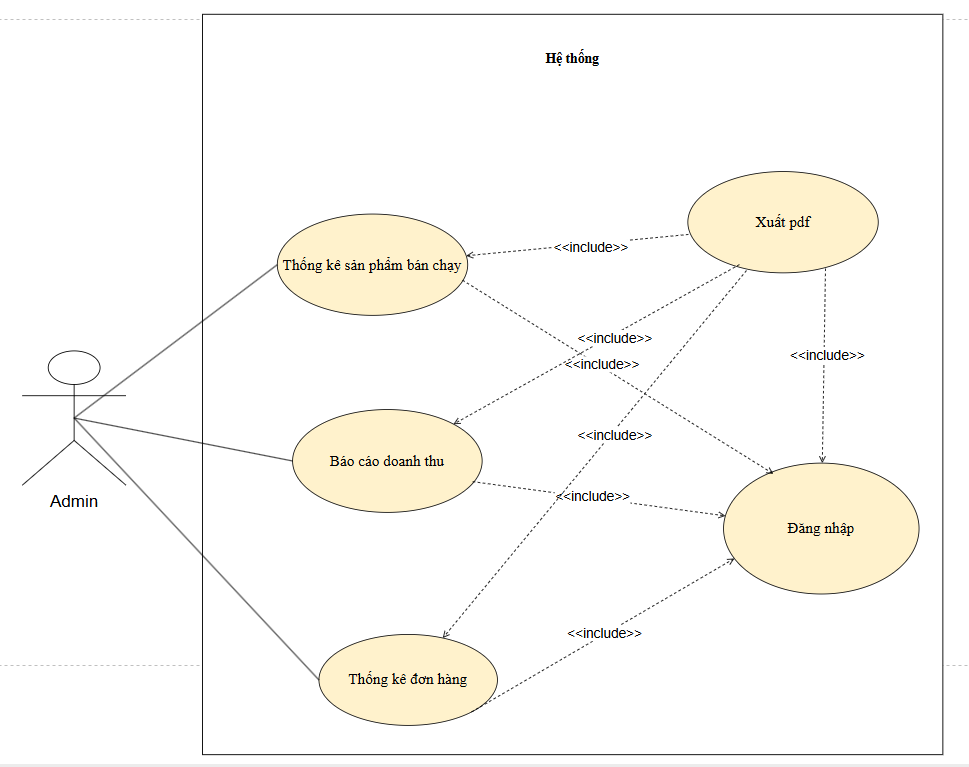 Hệ thống
Xuất pdf
<<include>>
Thống kê sản phẩm bán chạy
<<include>>
<<include>>
<<include>>
<<include>>
Báo cáo doanh thu
<<include>>
Admin
Đăng nhập
<<include>>
Thống kê đơn hàng